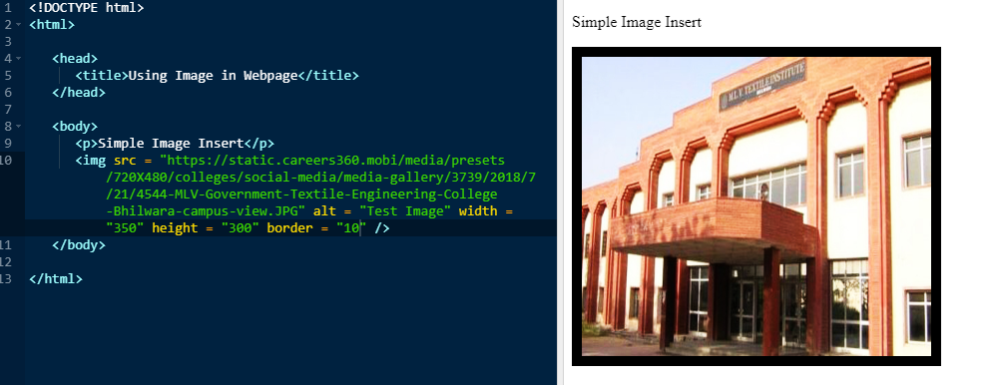 1 <!DOCTYPE html>
2 <html>
3
4 <head>
5 <title>Using Image in Webpage</title>
6 </head>
7
8 <body>
9 <p>Simple Image Insert</p>
10 <img src = "https://static.careers360.mobi/media/presets
/720X480/colleges/social-media/media-gallery/3739/2018/7
/21/4544-MLV-Government-Textile-Engineering-College
-Bhilwara-campus-view.JPG" alt = "Test Image" width =
"350" height = "300" border = "10" />
11 </body>
12
13 </html>
Simple Image Insert
M.L.V. TEXTILE INSTITUTE